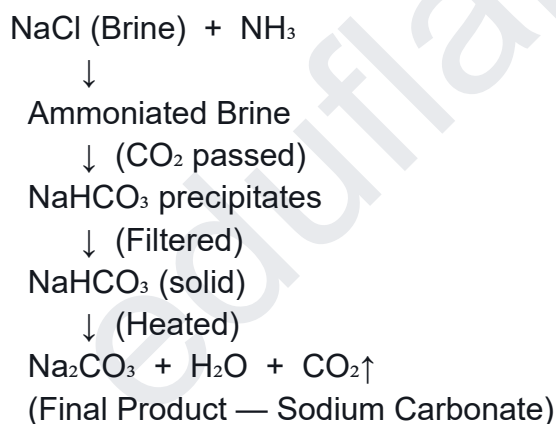 NaCl (Brine) + NH₃
↓
Ammoniated Brine
↓ (CO₂ passed)
NaHCO₃ precipitates
↓ (Filtered)
NaHCO₃ (solid)
↓ (Heated)
Na₂CO₃ + H₂O + CO₂↑
(Final Product — Sodium Carbonate)
edufla